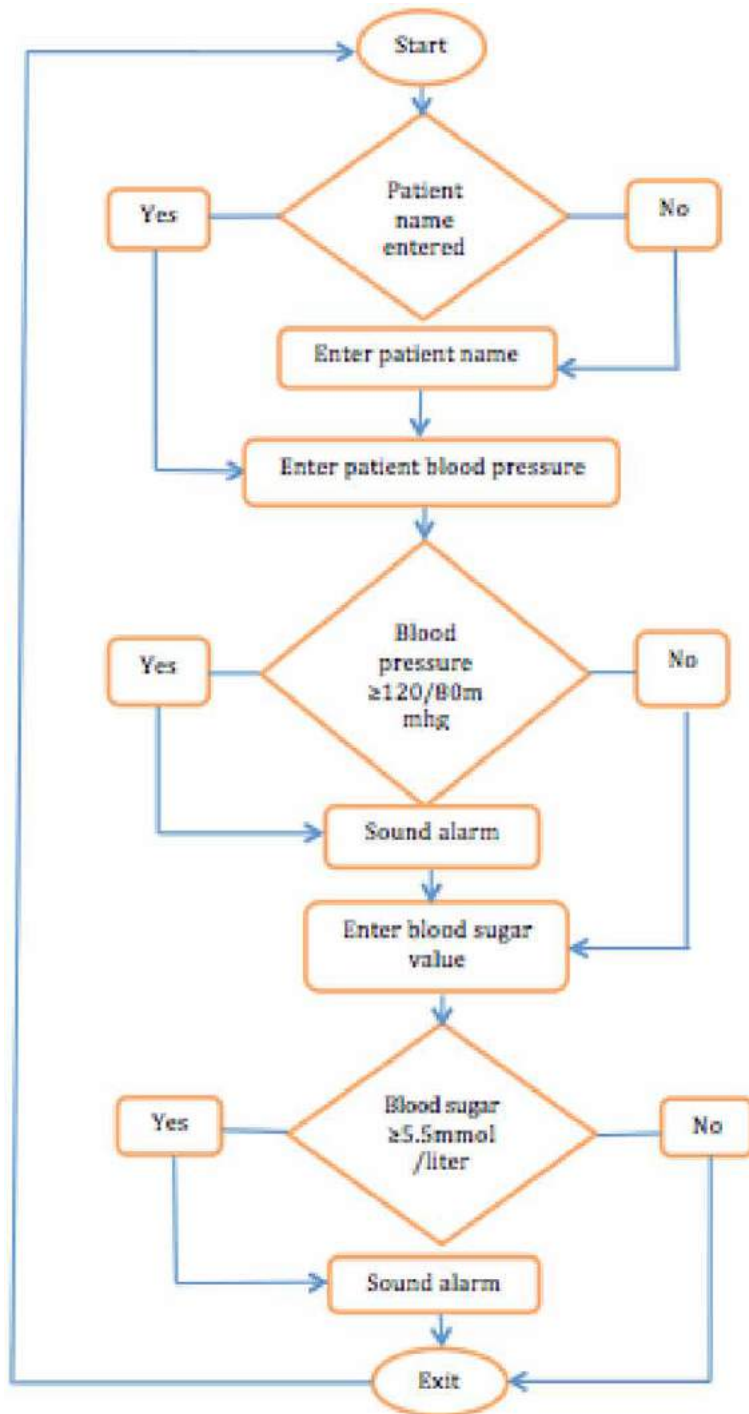 Start
Patient
name
entered
Yes
No
Enter patient name
Enter patient blood pressure
Blood
pressure
≥120/80m
mhg
Yes
No
Sound alarm
Enter blood sugar
value
Blood sugar
≥5.5mmol
/liter
Yes
No
Sound alarm
Exit